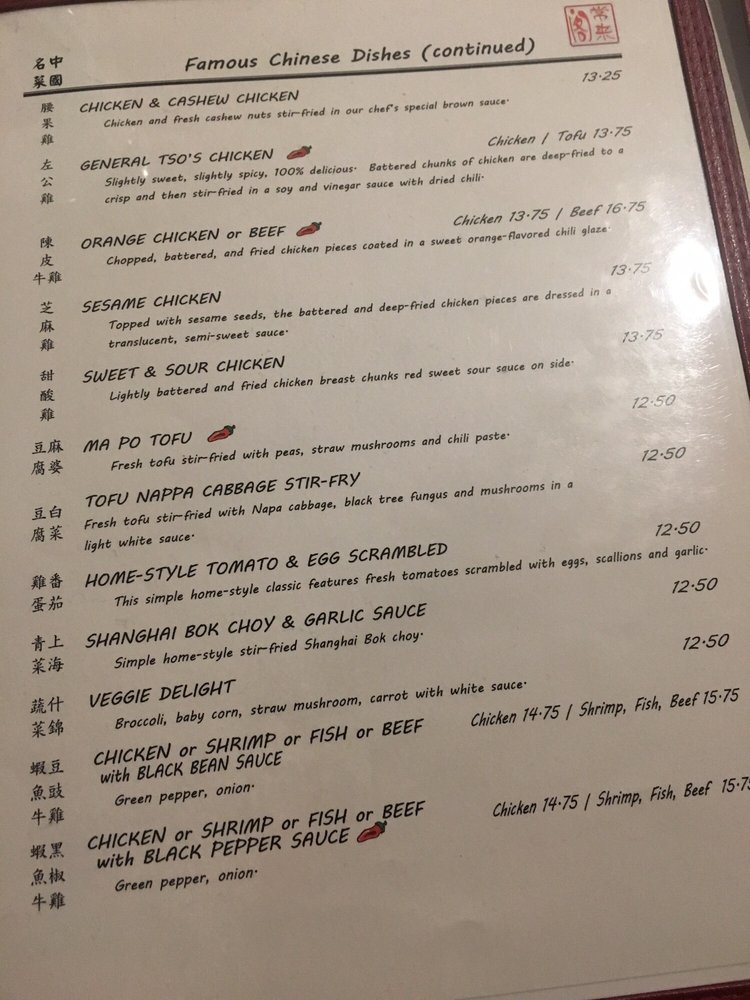 中國
名菜
Famous Chinese Dishes (continued)
常来
閣
腰果雞
CHICKEN & CASHEW CHICKEN
13.25
Chicken and fresh cashew nuts stir-fried in our chef's special brown sauce.
左公雞
GENERAL TSO'S CHICKEN
Chicken / Tofu 13.75
Slightly sweet, slightly spicy, 100% delicious. Battered chunks of chicken are deep-fried to a
crisp and then stir-fried in a soy and vinegar sauce with dried chili.
陳皮牛雞
ORANGE CHICKEN or BEEF
Chicken 13.75 / Beef 16.75
Chopped, battered, and fried chicken pieces coated in a sweet orange-flavored chili glaze.
芝麻雞
SESAME CHICKEN
13.75
Topped with sesame seeds, the battered and deep-fried chicken pieces are dressed in a
translucent, semi-sweet sauce.
甜酸雞
SWEET & SOUR CHICKEN
13.75
Lightly battered and fried chicken breast chunks red sweet sour sauce on side.
麻婆
豆腐
MA PO TOFU
12.50
Fresh tofu stir-fried with peas, straw mushrooms and chili paste.
白菜
豆腐
TOFU NAPPA CABBAGE STIR-FRY
12.50
Fresh tofu stir-fried with Napa cabbage, black tree fungus and mushrooms in a
light white sauce.
番茄
雞蛋
HOME-STYLE TOMATO & EGG SCRAMBLED
12.50
This simple home-style classic features fresh tomatoes scrambled with eggs, scallions and garlic.
上海
青菜
SHANGHAI BOK CHOY & GARLIC SAUCE
12.50
Simple home-style stir-fried Shanghai Bok choy.
什錦
蔬菜
VEGGIE DELIGHT
12.50
Broccoli, baby corn, straw mushroom, carrot with white sauce.
豆豉雞
蝦魚牛
CHICKEN or SHRIMP or FISH or BEEF
Chicken 14.75 / Shrimp, Fish, Beef 15.75
with BLACK BEAN SAUCE
Green pepper, onion.
黑椒雞
蝦魚牛
CHICKEN or SHRIMP or FISH or BEEF
Chicken 14.75 / Shrimp, Fish, Beef 15.75
with BLACK PEPPER SAUCE
Green pepper, onion.